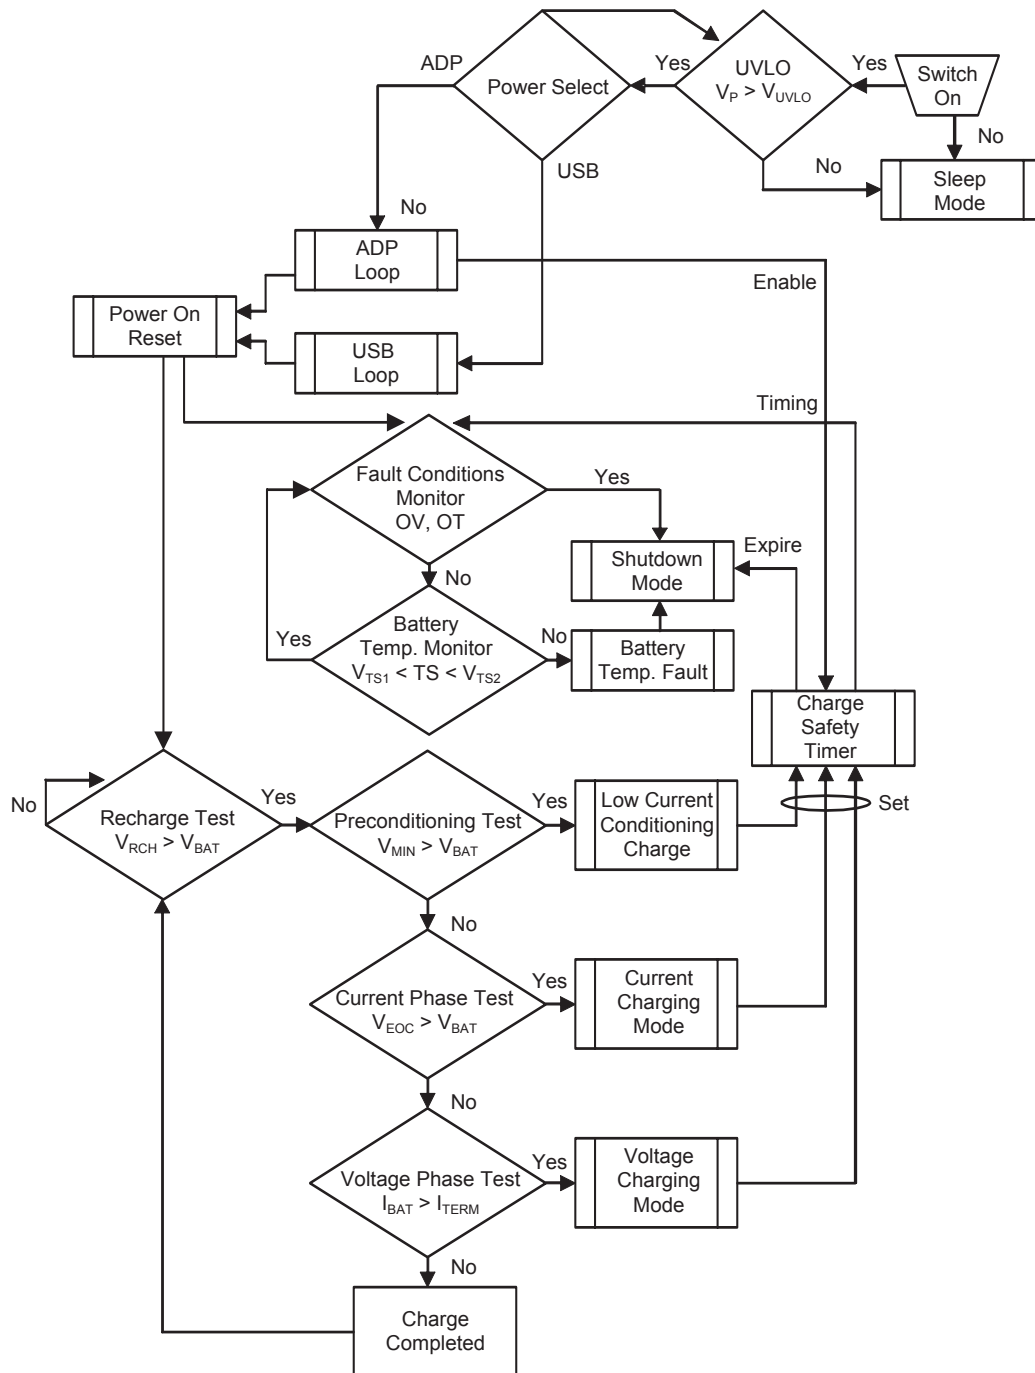 ADP
Power Select
Yes
UVLO
V_P > V_UVLO
Yes
Switch
On
No
No
Sleep
Mode
USB
No
ADP
Loop
Enable
Power On
Reset
USB
Loop
Timing
Fault Conditions
Monitor
OV, OT
Yes
Shutdown
Mode
Expire
No
Yes
Battery
Temp. Monitor
V_TS1 < TS < V_TS2
No
Battery
Temp. Fault
Charge
Safety
Timer
Set
No
Recharge Test
V_RCH > V_BAT
Yes
Preconditioning Test
V_MIN > V_BAT
Yes
Low Current
Conditioning
Charge
No
Current Phase Test
V_EOC > V_BAT
Yes
Current
Charging
Mode
No
Voltage Phase Test
I_BAT > I_TERM
Yes
Voltage
Charging
Mode
No
Charge
Completed